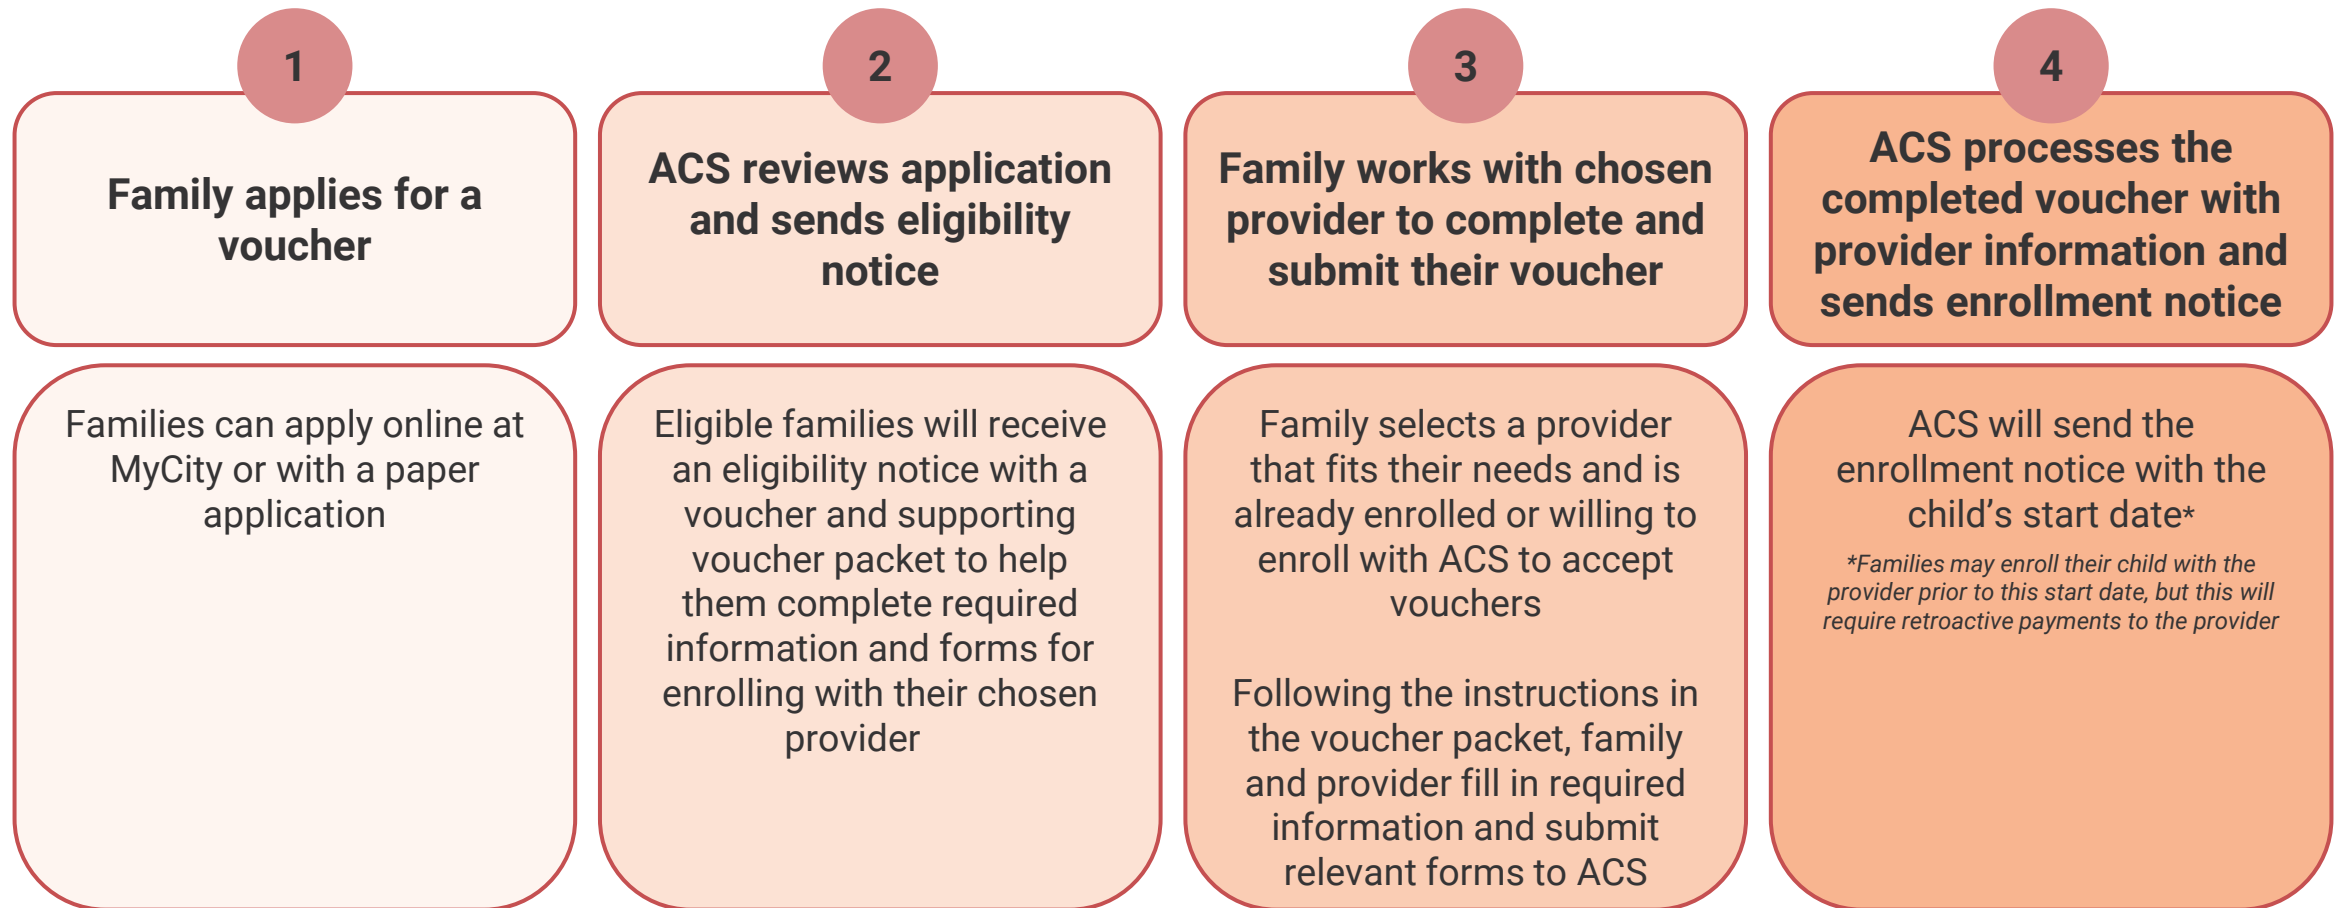 1
Family applies for a
voucher
Families can apply online at
MyCity or with a paper
application
2
ACS reviews application
and sends eligibility
notice
Eligible families will receive
an eligibility notice with a
voucher and supporting
voucher packet to help
them complete required
information and forms for
enrolling with their chosen
provider
3
Family works with chosen
provider to complete and
submit their voucher
Family selects a provider
that fits their needs and is
already enrolled or willing to
enroll with ACS to accept
vouchers
Following the instructions in
the voucher packet, family
and provider fill in required
information and submit
relevant forms to ACS
4
ACS processes the
completed voucher with
provider information and
sends enrollment notice
ACS will send the
enrollment notice with the
child’s start date*
*Families may enroll their child with the
provider prior to this start date, but this will
require retroactive payments to the provider